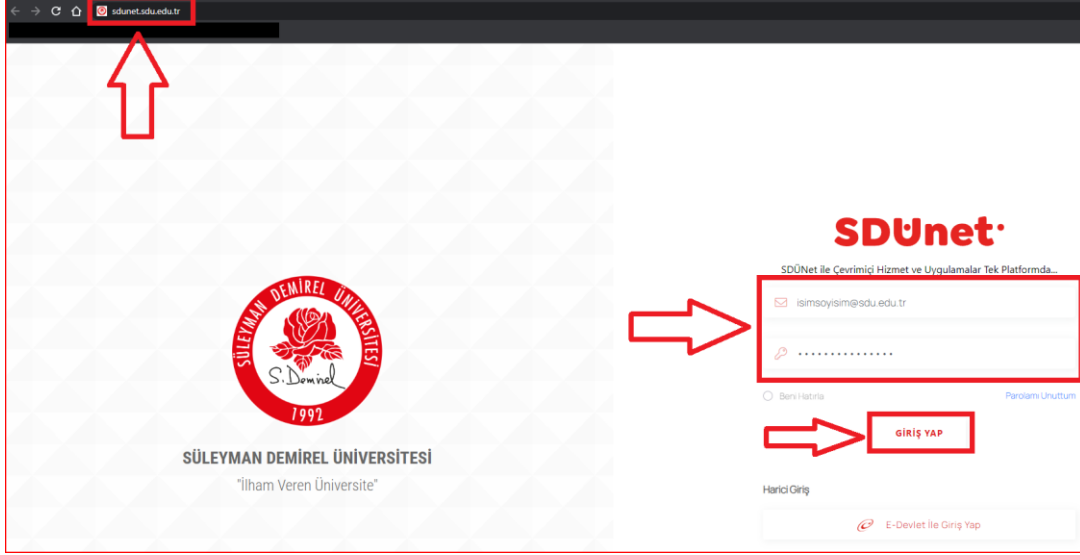 sdunet.sdu.edu.tr
SÜLEYMAN DEMİREL ÜNİVERSİTESİ
S. Demirel
1992
SÜLEYMAN DEMİREL ÜNİVERSİTESİ
"İlham Veren Üniversite"
SDÜnet
SDÜNet ile Çevrimiçi Hizmet ve Uygulamalar Tek Platformda...
isimsoyisim@sdu.edu.tr
Beni Hatırla
Parolamı Unuttum
GİRİŞ YAP
Harici Giriş
E-Devlet İle Giriş Yap